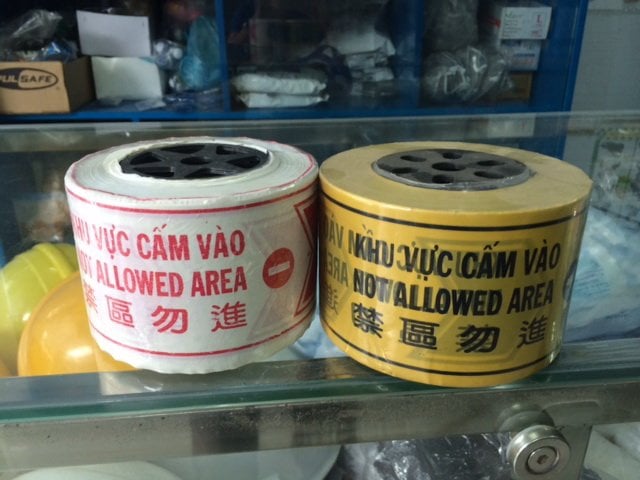 PULSAFE
KHU VỰC CẤM VÀO
NOT ALLOWED AREA
禁區勿進
KHU VỰC CẤM VÀO
NOT ALLOWED AREA
禁區勿進